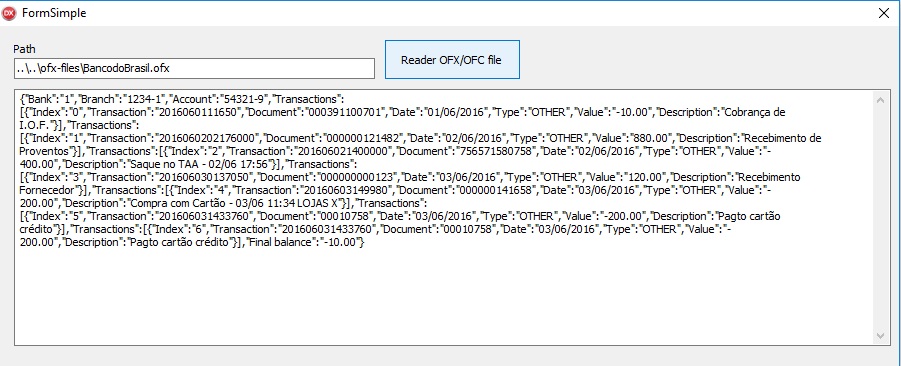 DX FormSimple
Path
..\..\ofx-files\BancodoBrasil.ofx
Reader OFX/OFC file
{"Bank":"1","Branch":"1234-1","Account":"54321-9","Transactions":
[{"Index":"0","Transaction":"2016060111650","Document":"000391100701","Date":"01/06/2016","Type":"OTHER","Value":"-10.00","Description":"Cobrança de
I.O.F."}],"Transactions":
[{"Index":"1","Transaction":"2016060202176000","Document":"000000121482","Date":"02/06/2016","Type":"OTHER","Value":"880.00","Description":"Recebimento de
Proventos"}],"Transactions":[{"Index":"2","Transaction":"201606021400000","Document":"756571580758","Date":"02/06/2016","Type":"OTHER","Value":"-
400.00","Description":"Saque no TAA - 02/06 17:56"}],"Transactions":
[{"Index":"3","Transaction":"201606030137050","Document":"000000000123","Date":"03/06/2016","Type":"OTHER","Value":"120.00","Description":"Recebimento
Fornecedor"}],"Transactions":[{"Index":"4","Transaction":"20160603149980","Document":"000000141658","Date":"03/06/2016","Type":"OTHER","Value":"-
200.00","Description":"Compra com Cartão - 03/06 11:34 LOJAS X"}],"Transactions":
[{"Index":"5","Transaction":"201606031433760","Document":"00010758","Date":"03/06/2016","Type":"OTHER","Value":"-200.00","Description":"Pagto cartão
crédito"}],"Transactions":[{"Index":"6","Transaction":"201606031433760","Document":"00010758","Date":"03/06/2016","Type":"OTHER","Value":"-
200.00","Description":"Pagto cartão crédito"}],"Final balance":"-10.00"}